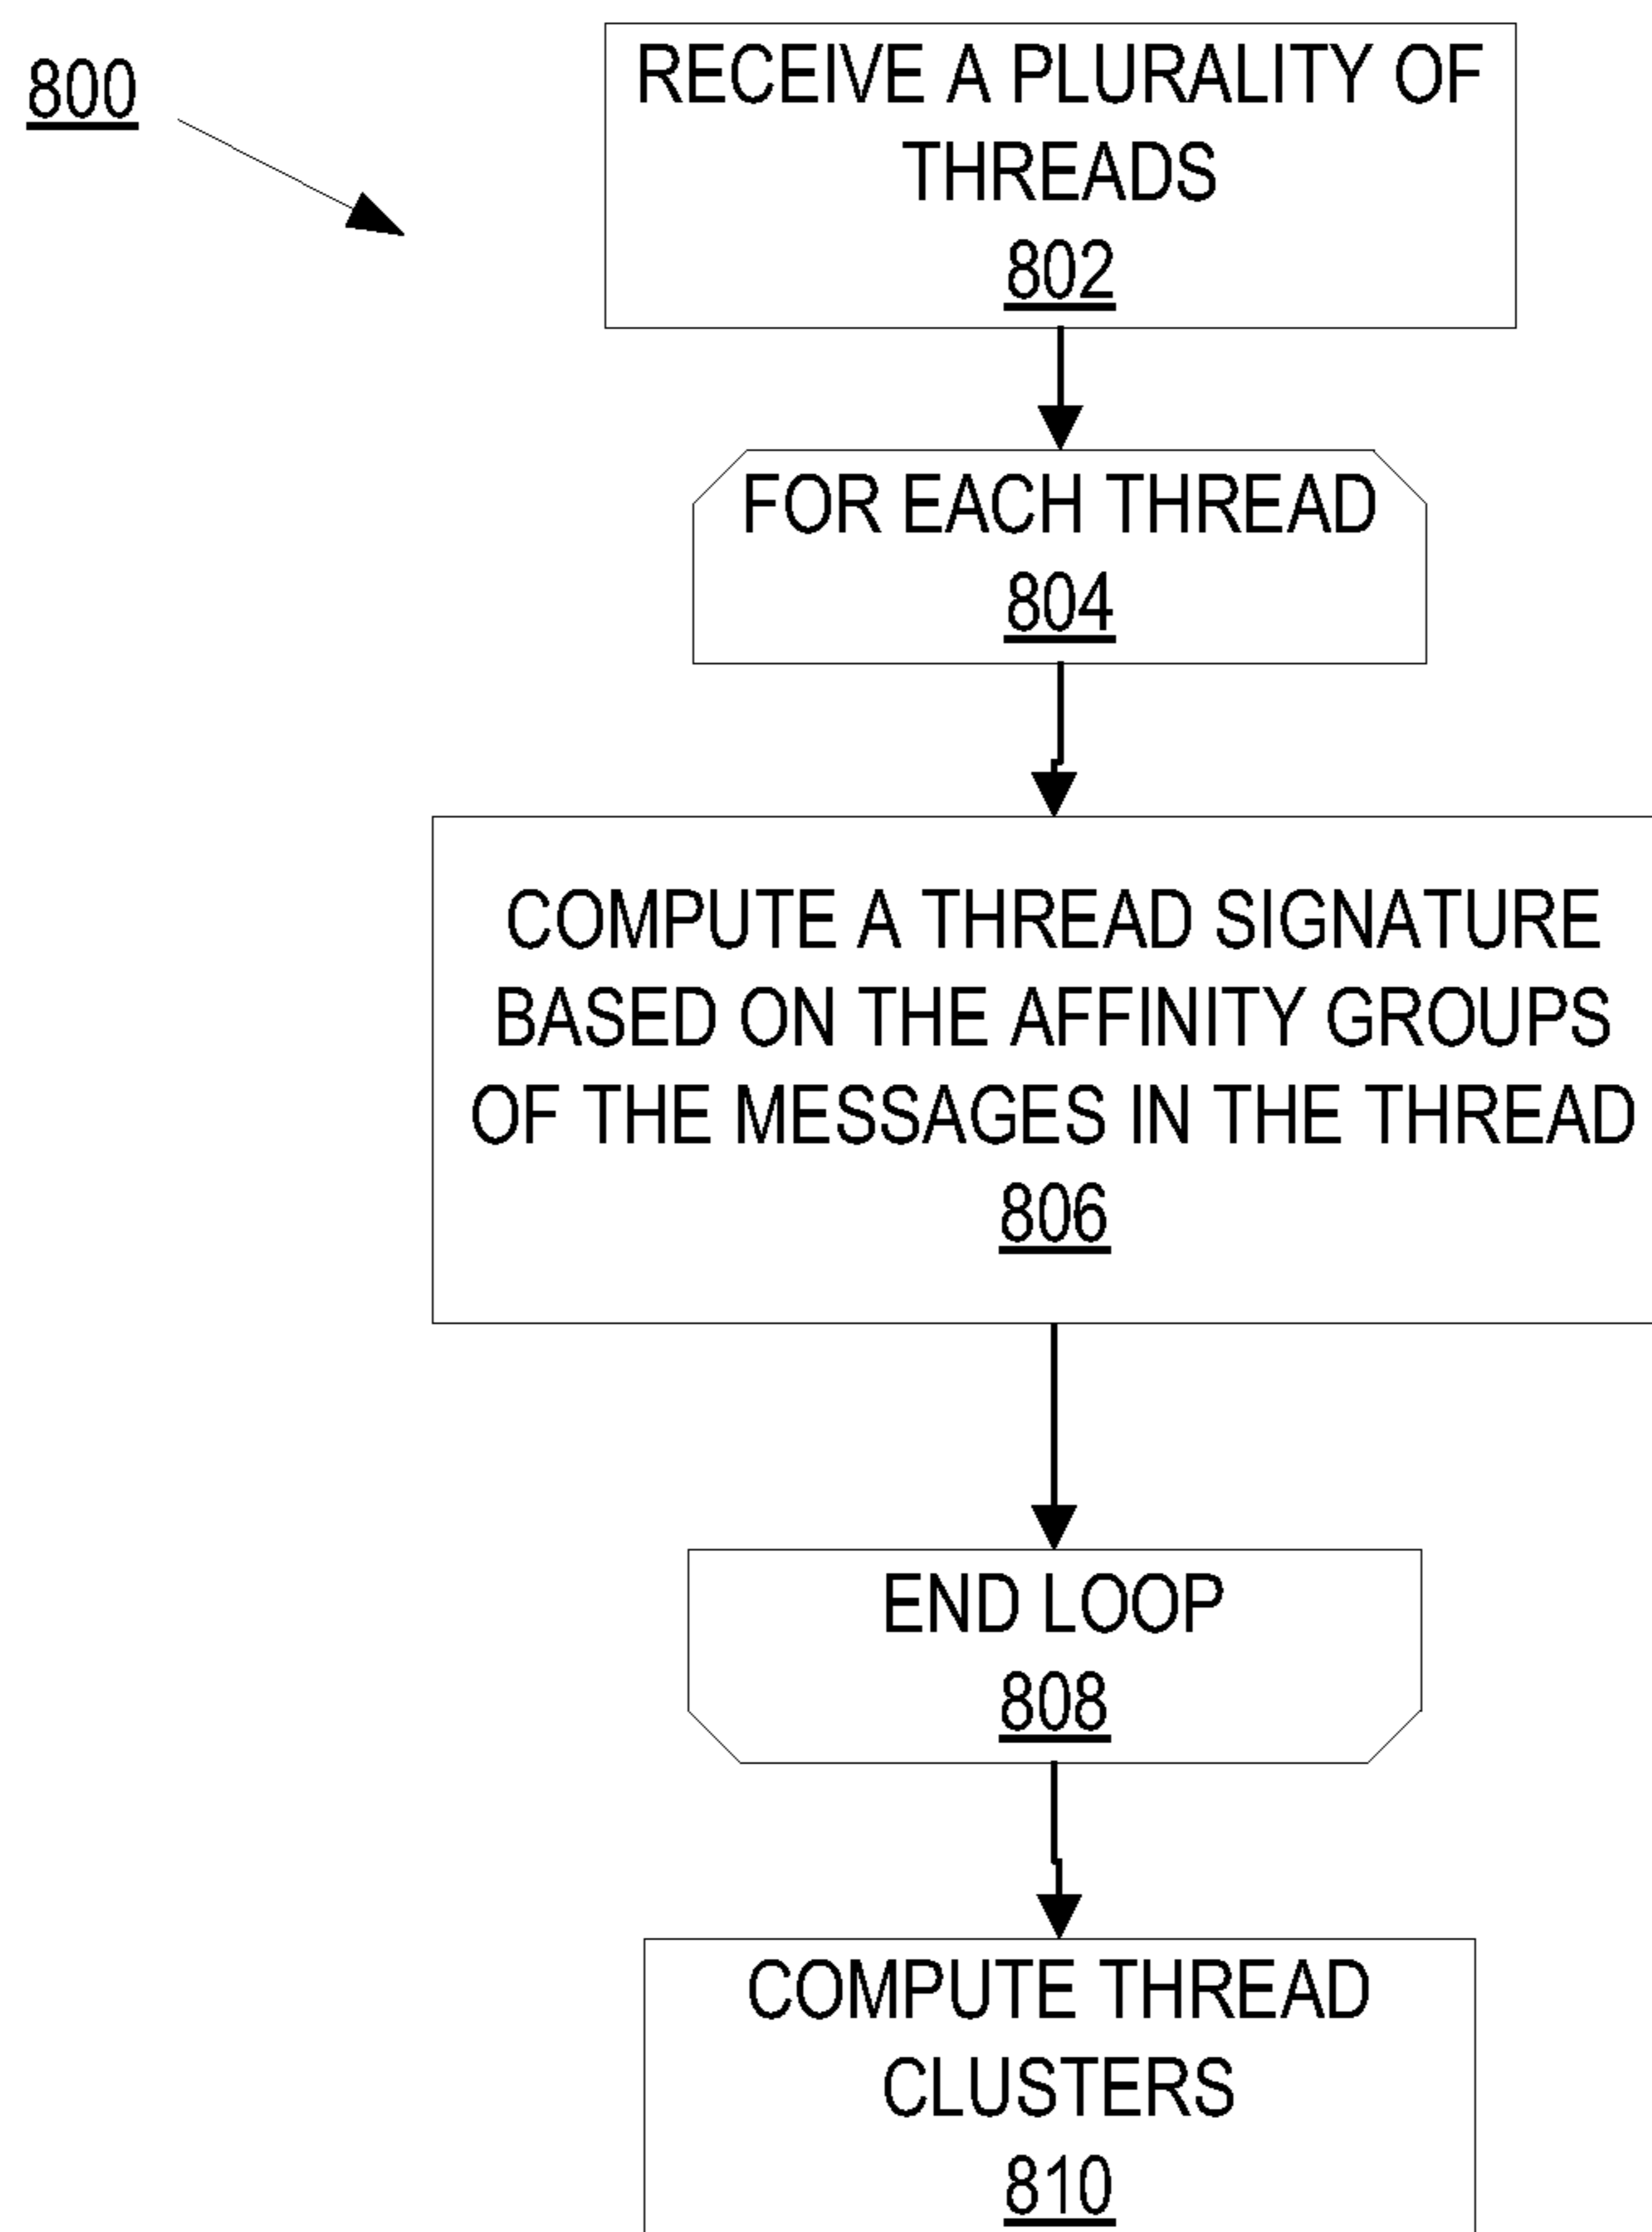 800
RECEIVE A PLURALITY OF
THREADS
802
FOR EACH THREAD
804
COMPUTE A THREAD SIGNATURE
BASED ON THE AFFINITY GROUPS
OF THE MESSAGES IN THE THREAD
806
END LOOP
808
COMPUTE THREAD
CLUSTERS
810